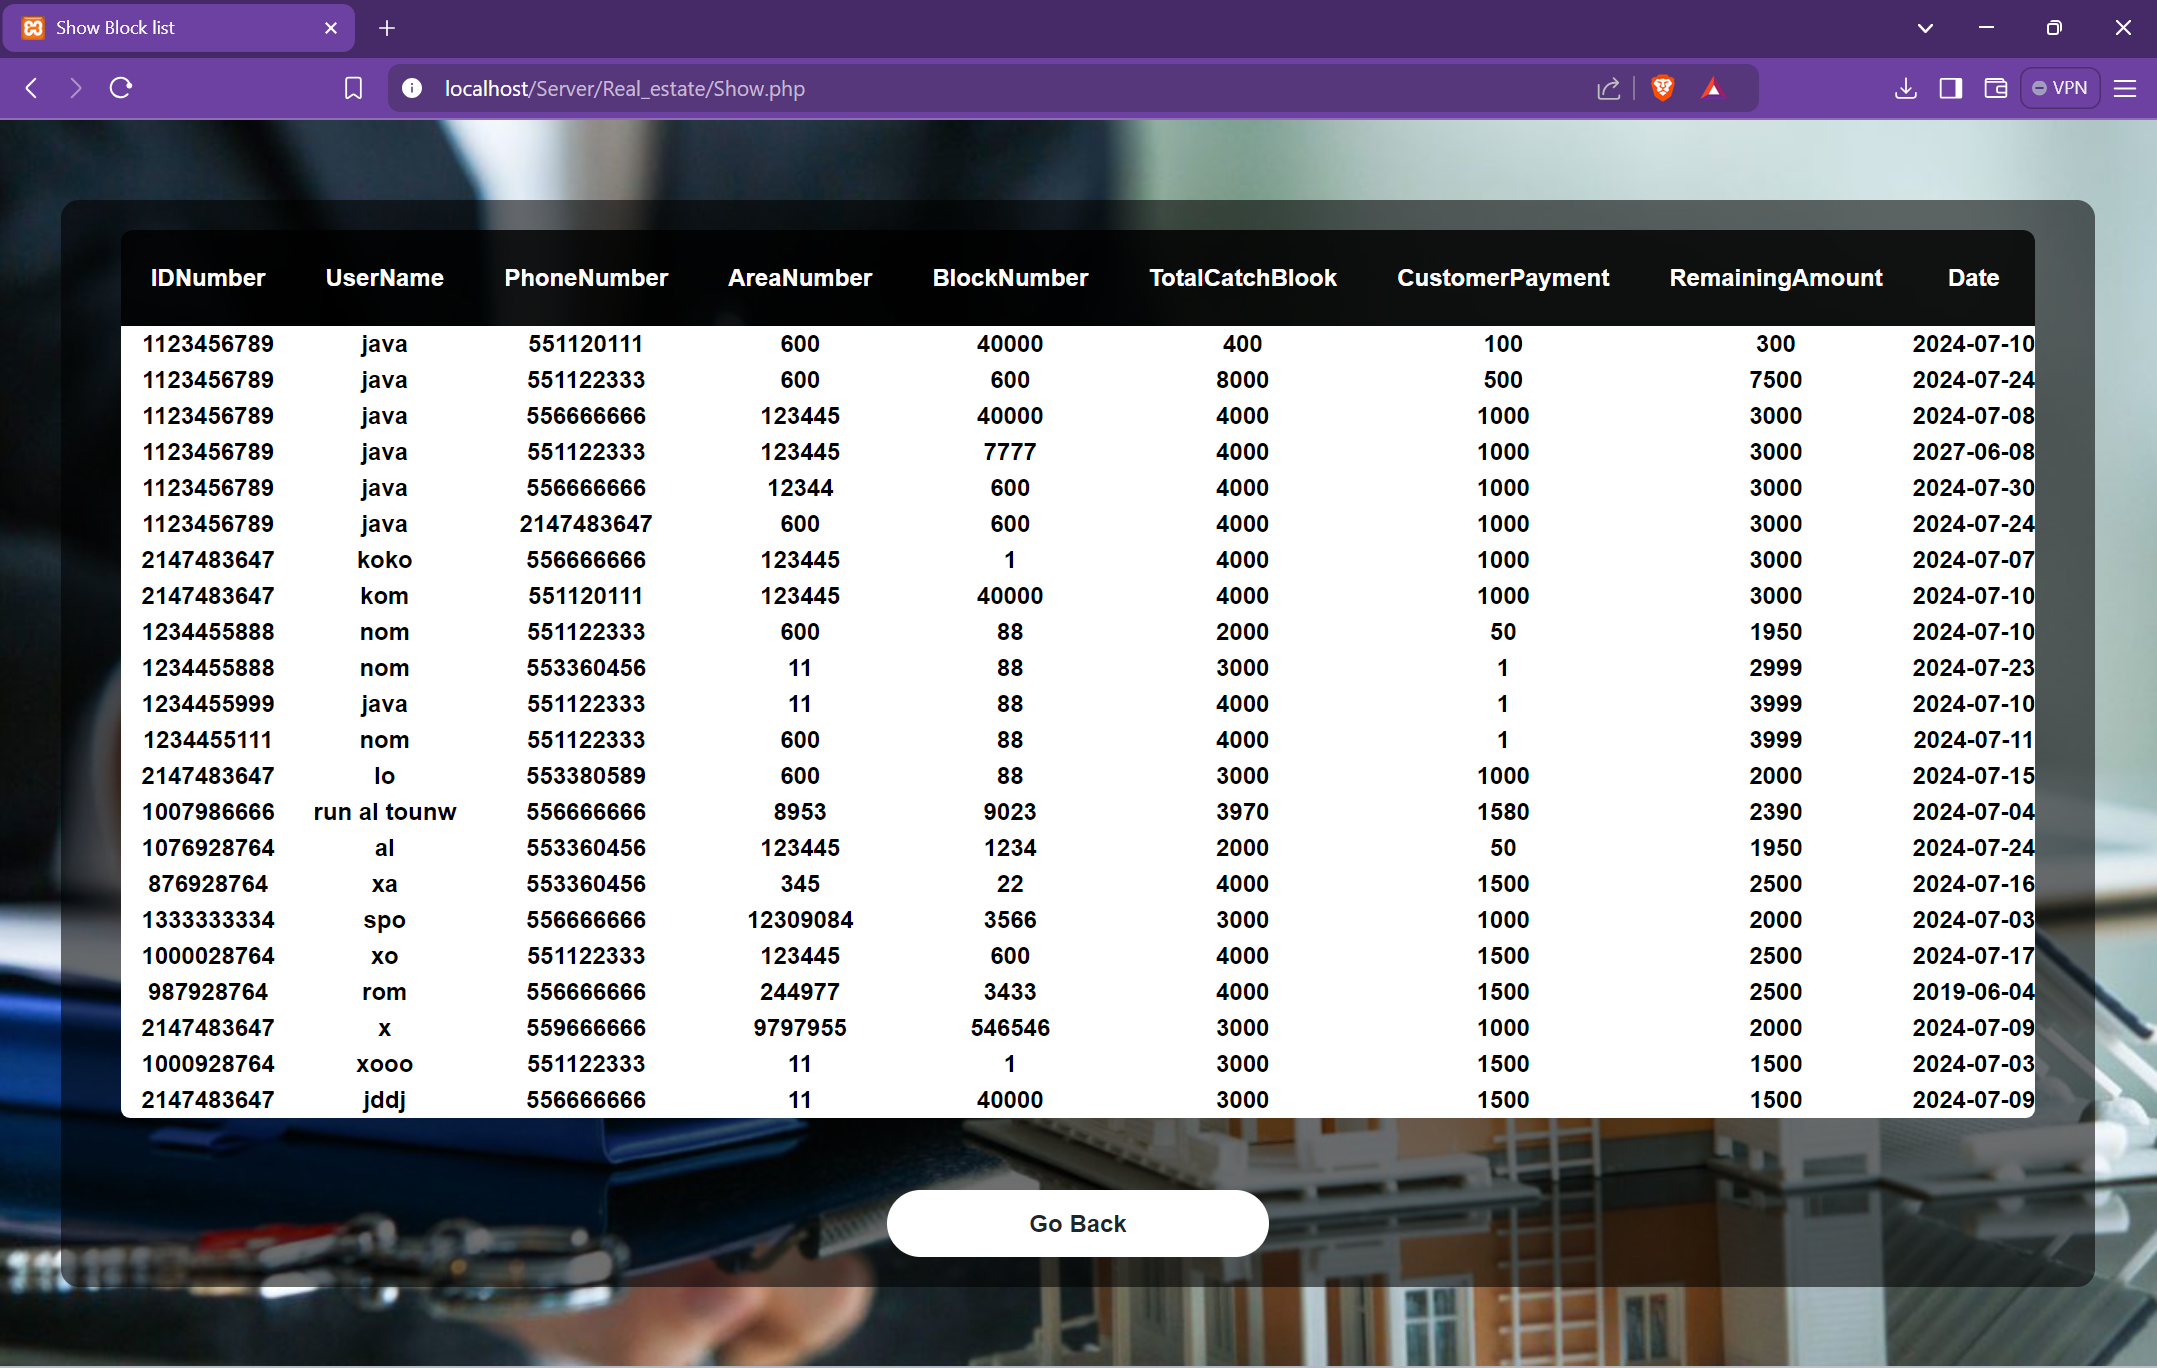 Show Block list
localhost/Server/Real_estate/Show.php
VPN
IDNumber UserName PhoneNumber AreaNumber BlockNumber TotalCatchBlook CustomerPayment RemainingAmount Date
1123456789 java 551120111 600 40000 400 100 300 2024-07-10
1123456789 java 551122333 600 600 8000 500 7500 2024-07-24
1123456789 java 556666666 123445 40000 4000 1000 3000 2024-07-08
1123456789 java 551122333 123445 7777 4000 1000 3000 2027-06-08
1123456789 java 556666666 12344 600 4000 1000 3000 2024-07-30
1123456789 java 2147483647 600 600 4000 1000 3000 2024-07-24
2147483647 koko 556666666 123445 1 4000 1000 3000 2024-07-07
2147483647 kom 551120111 123445 40000 4000 1000 3000 2024-07-10
1234455888 nom 551122333 600 88 2000 50 1950 2024-07-10
1234455888 nom 553360456 11 88 3000 1 2999 2024-07-23
1234455999 java 551122333 11 88 4000 1 3999 2024-07-10
1234455111 nom 551122333 600 88 4000 1 3999 2024-07-11
2147483647 lo 553380589 600 88 3000 1000 2000 2024-07-15
1007986666 run al tounw 556666666 8953 9023 3970 1580 2390 2024-07-04
1076928764 al 553360456 123445 1234 2000 50 1950 2024-07-24
876928764 xa 553360456 345 22 4000 1500 2500 2024-07-16
1333333334 spo 556666666 12309084 3566 3000 1000 2000 2024-07-03
1000028764 xo 551122333 123445 600 4000 1500 2500 2024-07-17
987928764 rom 556666666 244977 3433 4000 1500 2500 2019-06-04
2147483647 x 559666666 9797955 546546 3000 1000 2000 2024-07-09
1000928764 xooo 551122333 11 1 3000 1500 1500 2024-07-03
2147483647 jddj 556666666 11 40000 3000 1500 1500 2024-07-09
Go Back